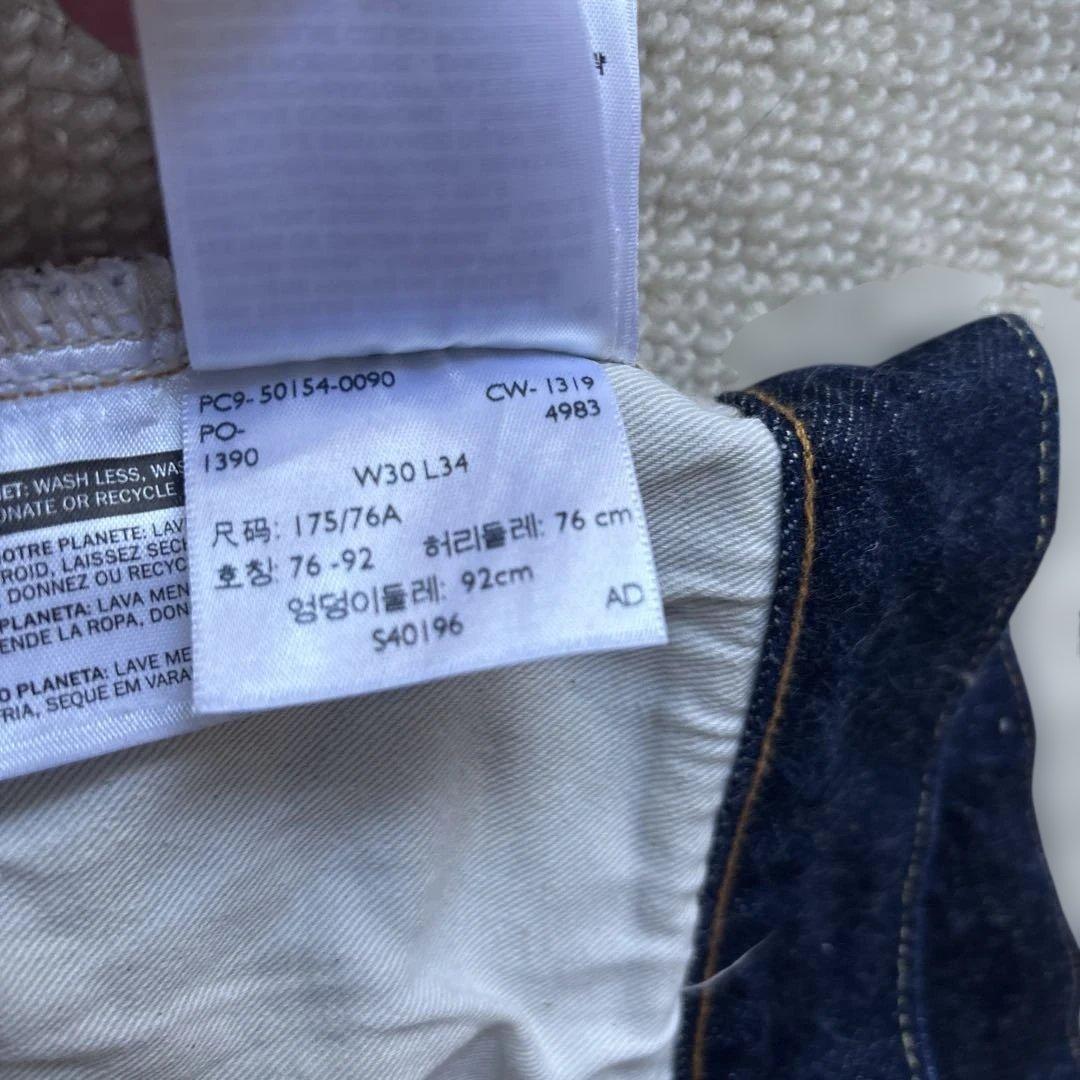 PC9- 50154-0090
PO-
1390
CW- 1319
4983
W30 L34
尺码: 175/76A
호칭: 76 -92
허리둘레: 76 cm
엉덩이둘레: 92cm
S40196
AD
ET: WASH LESS, WAS
ONATE OR RECYCLE
OTRE PLANETE: LAV
ROID, LAISSEZ SÉC
, DONNEZ OU RECYC
PLANETA: LAVA MEN
ENDE LA ROPA, DON
O PLANETA: LAVE ME
RIA, SEQUE EM VARA